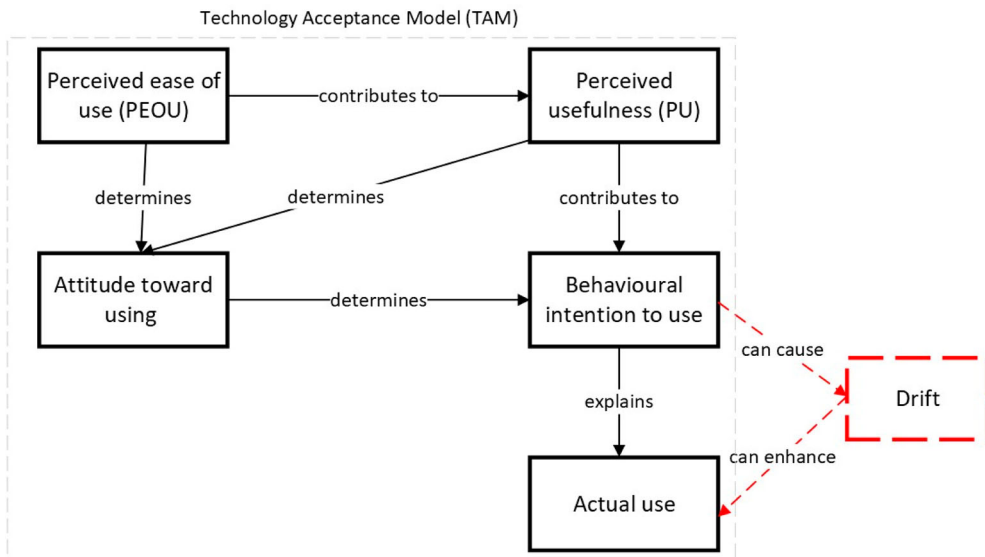 Technology Acceptance Model (TAM)
Perceived ease of
use (PEOU)
contributes to
Perceived
usefulness (PU)
determines
determines
contributes to
Attitude toward
using
determines
Behavioural
intention to use
can cause
Drift
explains
can enhance
Actual use